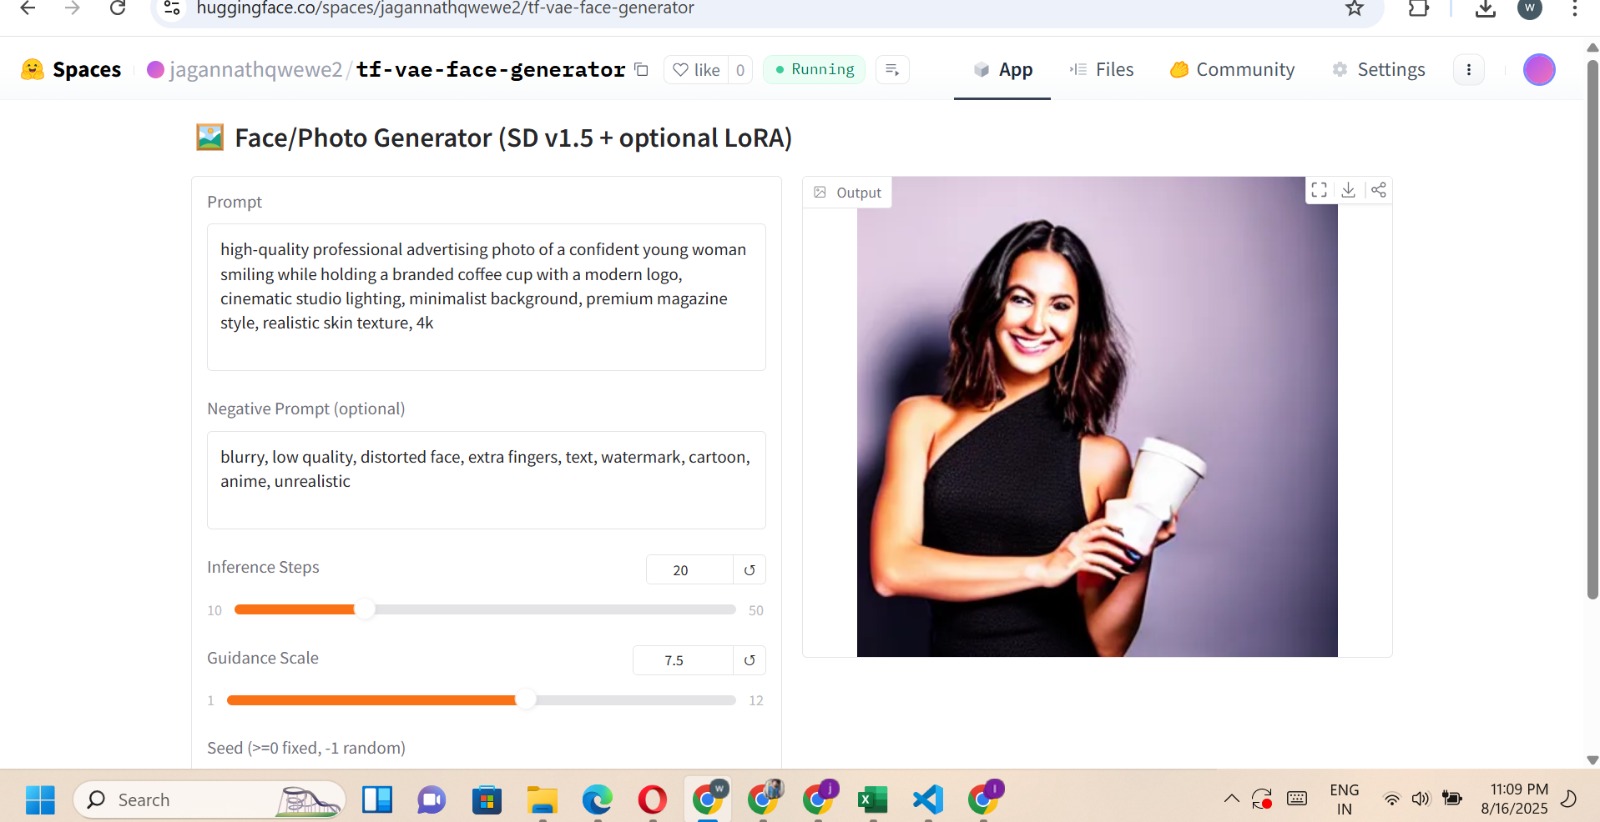 huggingface.co/spaces/jagannathqwewe2/tf-vae-face-generator
W
Spaces jagannathqwewe2/tf-vae-face-generator like 0 Running App Files Community Settings
Face/Photo Generator (SD v1.5 + optional LoRA)
Prompt
high-quality professional advertising photo of a confident young woman
smiling while holding a branded coffee cup with a modern logo,
cinematic studio lighting, minimalist background, premium magazine
style, realistic skin texture, 4k
Negative Prompt (optional)
blurry, low quality, distorted face, extra fingers, text, watermark, cartoon,
anime, unrealistic
Inference Steps
20
10
50
Guidance Scale
7.5
1
12
Seed (>=0 fixed, -1 random)
Output
Search
W
j
ENG
IN
11:09 PM
8/16/2025